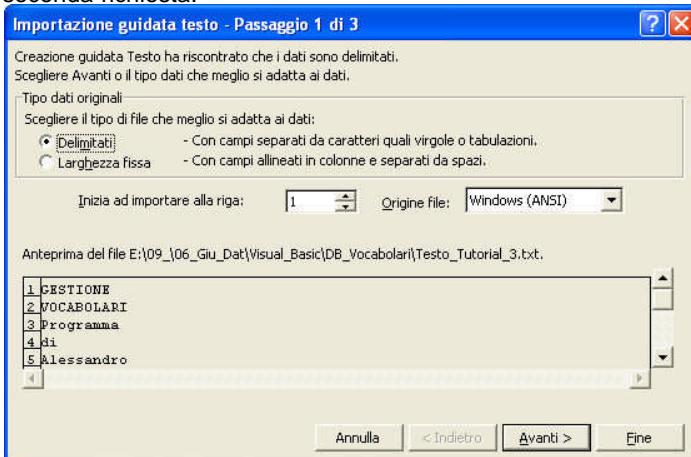 seconda richiesta.
Importazione guidata testo - Passaggio 1 di 3
Creazione guidata Testo ha riscontrato che i dati sono delimitati.
Scegliere Avanti o il tipo dati che meglio si adatta ai dati.
Tipo dati originali
Scegliere il tipo di file che meglio si adatta ai dati:
Delimitati - Con campi separati da caratteri quali virgole o tabulazioni.
Larghezza fissa - Con campi allineati in colonne e separati da spazi.
Inizia ad importare alla riga: 1 Origine file: Windows (ANSI)
Anteprima del file E:\09_\06_Giu_Dat\Visual_Basic\DB_Vocabolari\Testo_Tutorial_3.txt.
1 GESTIONE
2 VOCABOLARI
3 Programma
4 di
5 Alessandro
Annulla < Indietro Avanti > Fine